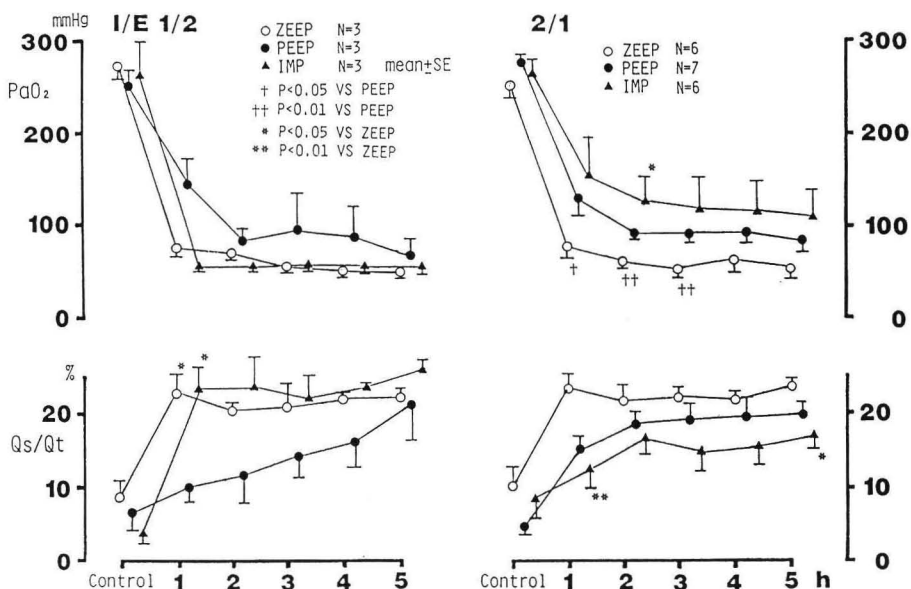 mmHg I/E 1/2
300
PaO₂
200
100
0
○ ZEEP N=3
● PEEP N=3
▲ IMP N=3 mean±SE
† P<0.05 VS PEEP
†† P<0.01 VS PEEP
* P<0.05 VS ZEEP
** P<0.01 VS ZEEP
2/1
○ ZEEP N=6
● PEEP N=7
▲ IMP N=6
300
200
100
0
*
† †† ††
%
20
Qs/Qt
10
0
* *
Control 1 2 3 4 5
20
10
0
** *
Control 1 2 3 4 5 h